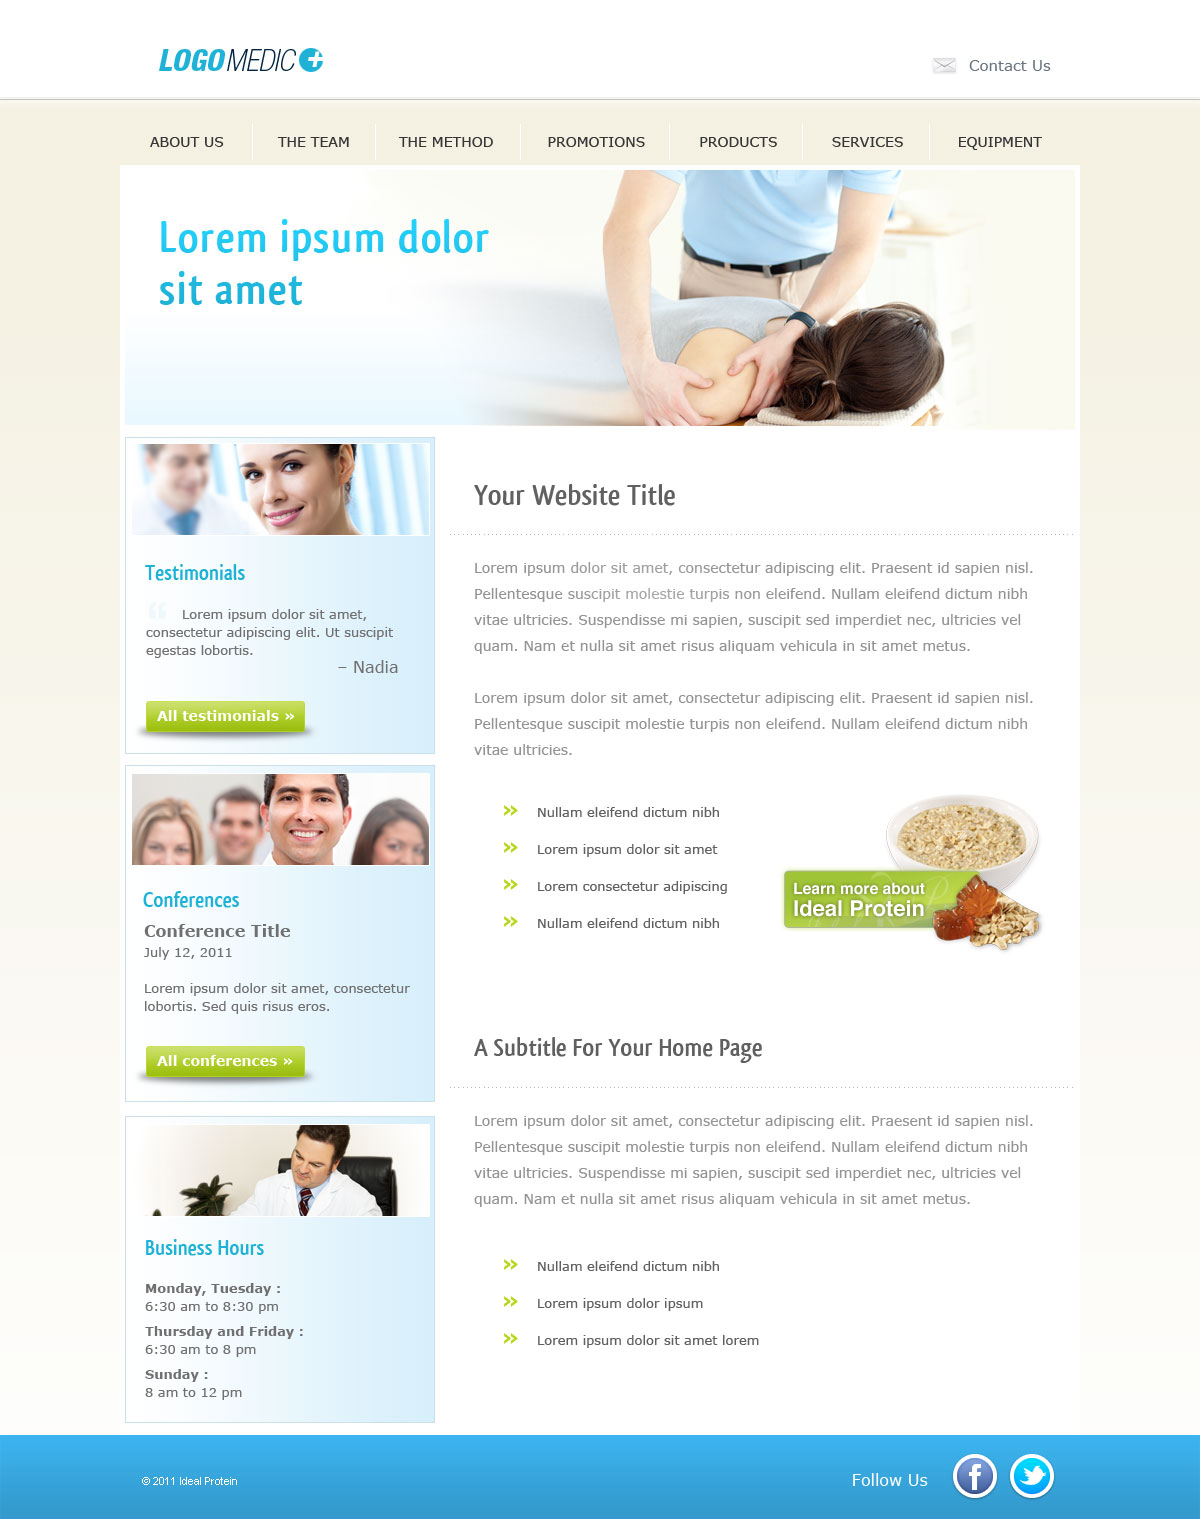 LOGOMEDIC
Contact Us
ABOUT US
THE TEAM
THE METHOD
PROMOTIONS
PRODUCTS
SERVICES
EQUIPMENT
Lorem ipsum dolor
sit amet
Testimonials
“ Lorem ipsum dolor sit amet,
consectetur adipiscing elit. Ut suscipit
egestas lobortis.
– Nadia
All testimonials »
Conferences
Conference Title
July 12, 2011
Lorem ipsum dolor sit amet, consectetur
lobortis. Sed quis risus eros.
All conferences »
Business Hours
Monday, Tuesday :
6:30 am to 8:30 pm
Thursday and Friday :
6:30 am to 8 pm
Sunday :
8 am to 12 pm
Your Website Title
Lorem ipsum dolor sit amet, consectetur adipiscing elit. Praesent id sapien nisl.
Pellentesque suscipit molestie turpis non eleifend. Nullam eleifend dictum nibh
vitae ultricies. Suspendisse mi sapien, suscipit sed imperdiet nec, ultricies vel
quam. Nam et nulla sit amet risus aliquam vehicula in sit amet metus.
Lorem ipsum dolor sit amet, consectetur adipiscing elit. Praesent id sapien nisl.
Pellentesque suscipit molestie turpis non eleifend. Nullam eleifend dictum nibh
vitae ultricies.
Nullam eleifend dictum nibh
Lorem ipsum dolor sit amet
Lorem consectetur adipiscing
Nullam eleifend dictum nibh
Learn more about
Ideal Protein
A Subtitle For Your Home Page
Lorem ipsum dolor sit amet, consectetur adipiscing elit. Praesent id sapien nisl.
Pellentesque suscipit molestie turpis non eleifend. Nullam eleifend dictum nibh
vitae ultricies. Suspendisse mi sapien, suscipit sed imperdiet nec, ultricies vel
quam. Nam et nulla sit amet risus aliquam vehicula in sit amet metus.
Nullam eleifend dictum nibh
Lorem ipsum dolor ipsum
Lorem ipsum dolor sit amet lorem
© 2011 Ideal Protein
Follow Us